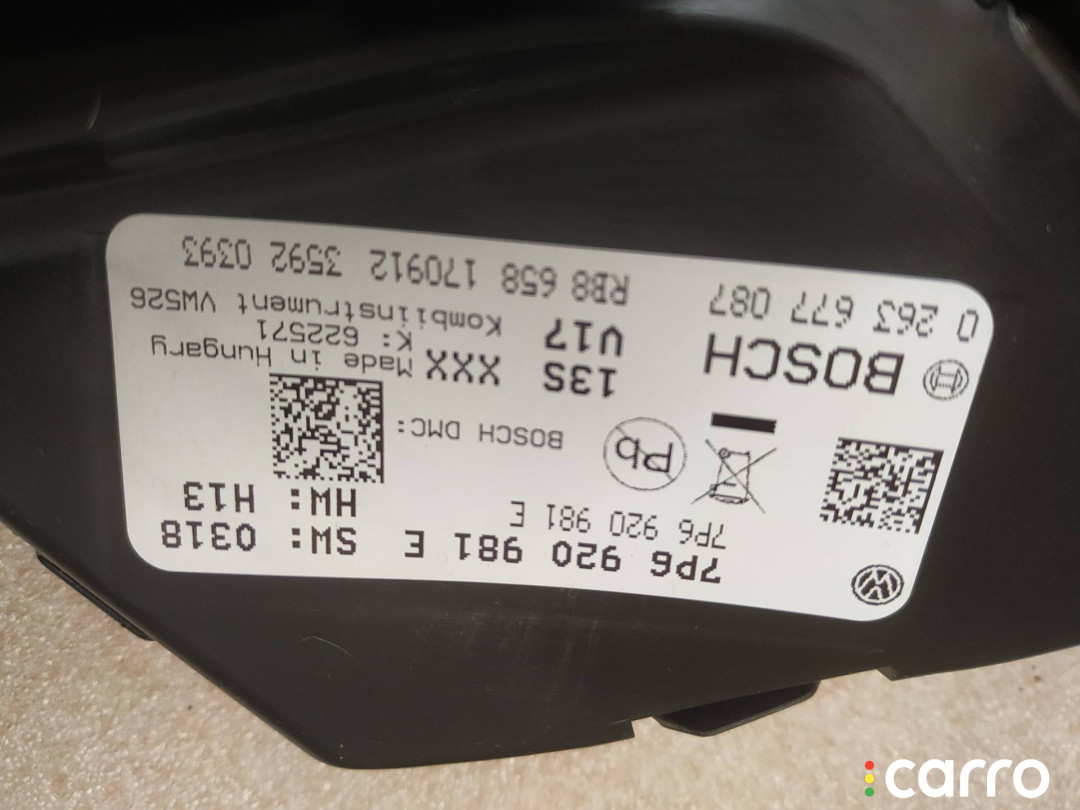 7P6 920 981 E SW: 0318
7P6 920 981 E HW: H13
Pb BOSCH DMC:
BOSCH 13S XXX Made in Hungary
V17 K: 622571
Kombiinstrument VW526
0 263 677 087 RB8 658 170912 3592 0393
carro